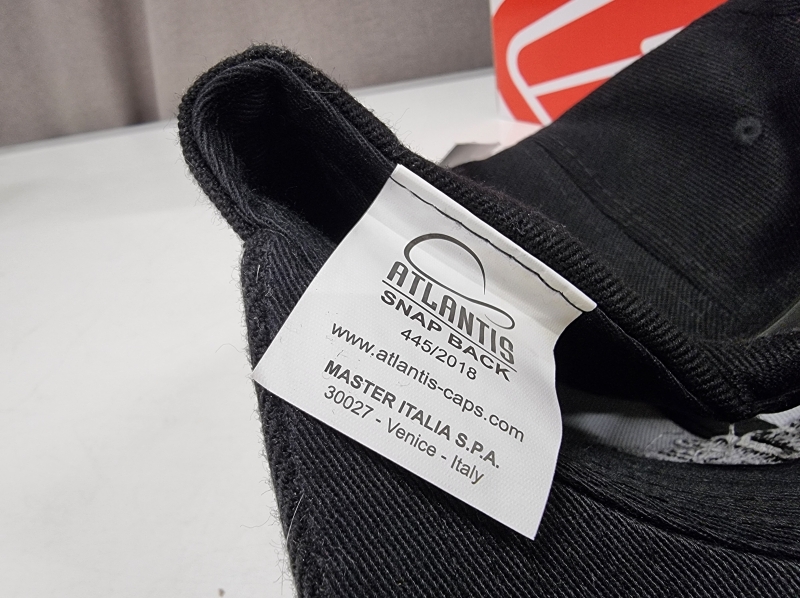 ATLANTIS
SNAP BACK
445/2018
www.atlantis-caps.com
MASTER ITALIA S.P.A.
30027 - Venice - Italy